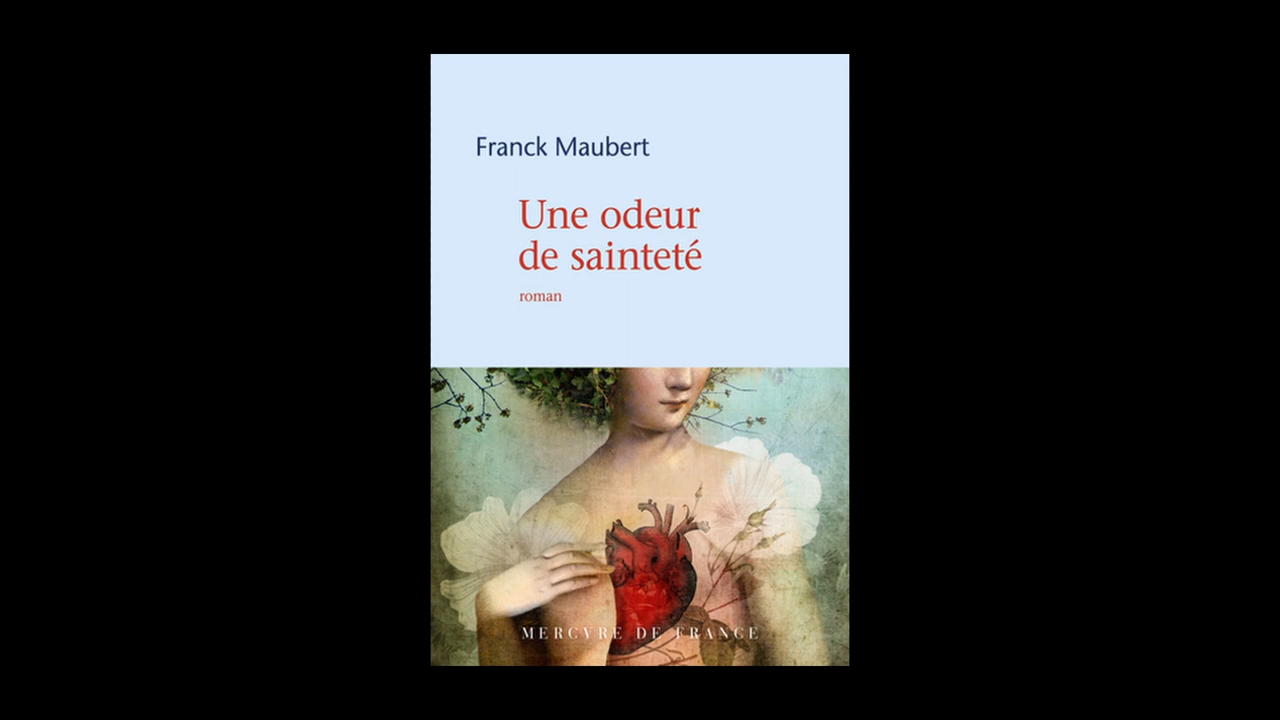 Franck Maubert
Une odeur
de sainteté
roman
MERCVRE DE FRANCE